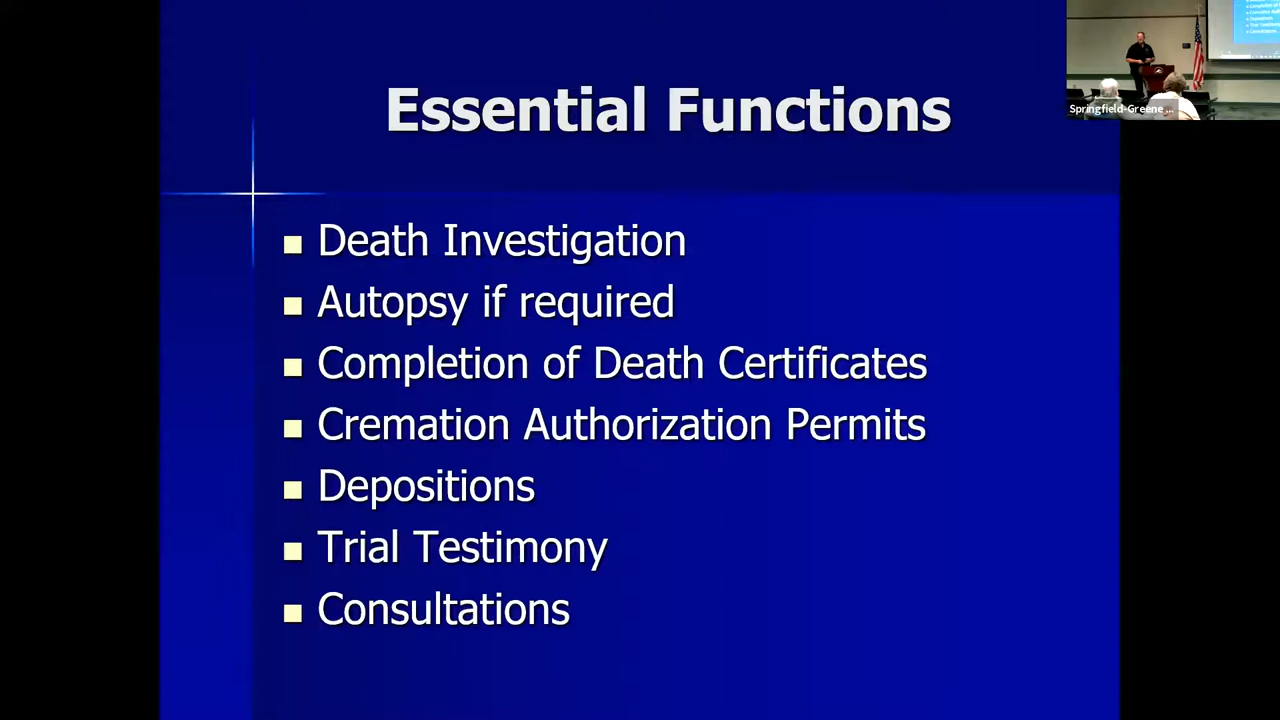 Essential Functions
Death Investigation
Autopsy if required
Completion of Death Certificates
Cremation Authorization Permits
Depositions
Trial Testimony
Consultations
Springfield-Greene ...